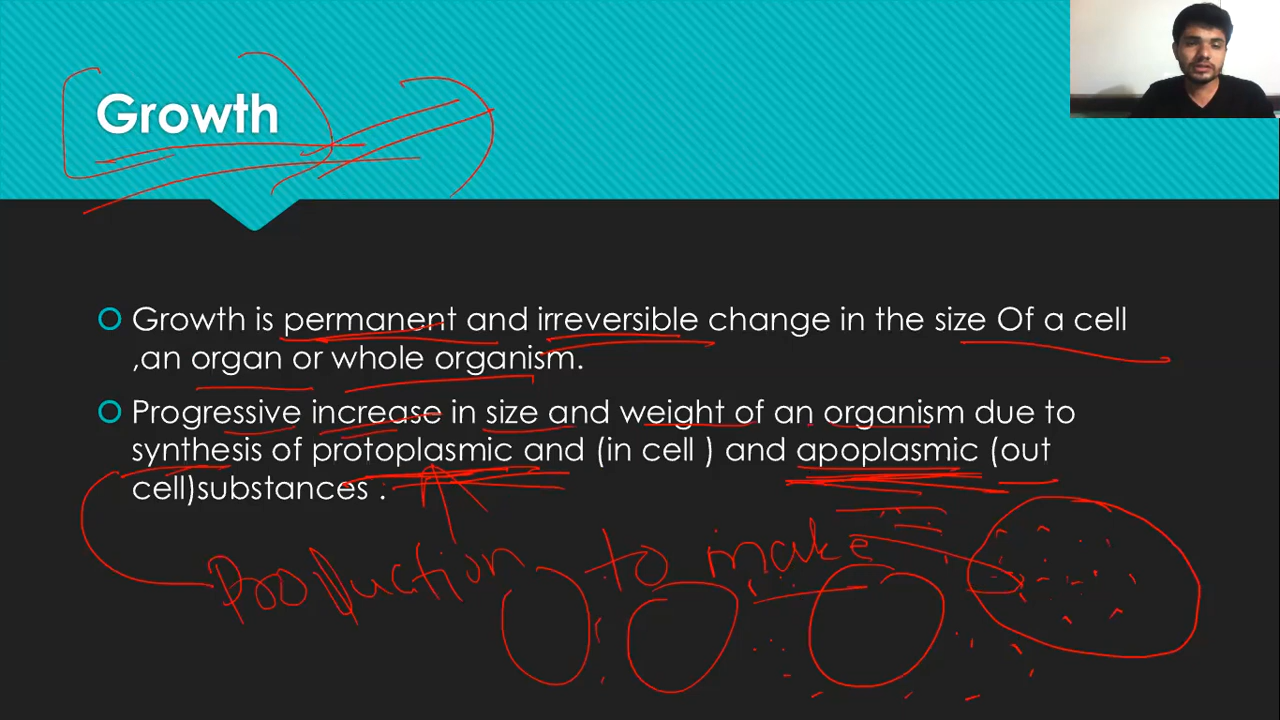 Growth
Growth is permanent and irreversible change in the size Of a cell
,an organ or whole organism.
Progressive increase in size and weight of an organism due to
synthesis of protoplasmic and (in cell ) and apoplasmic (out
cell)substances .
Production to make